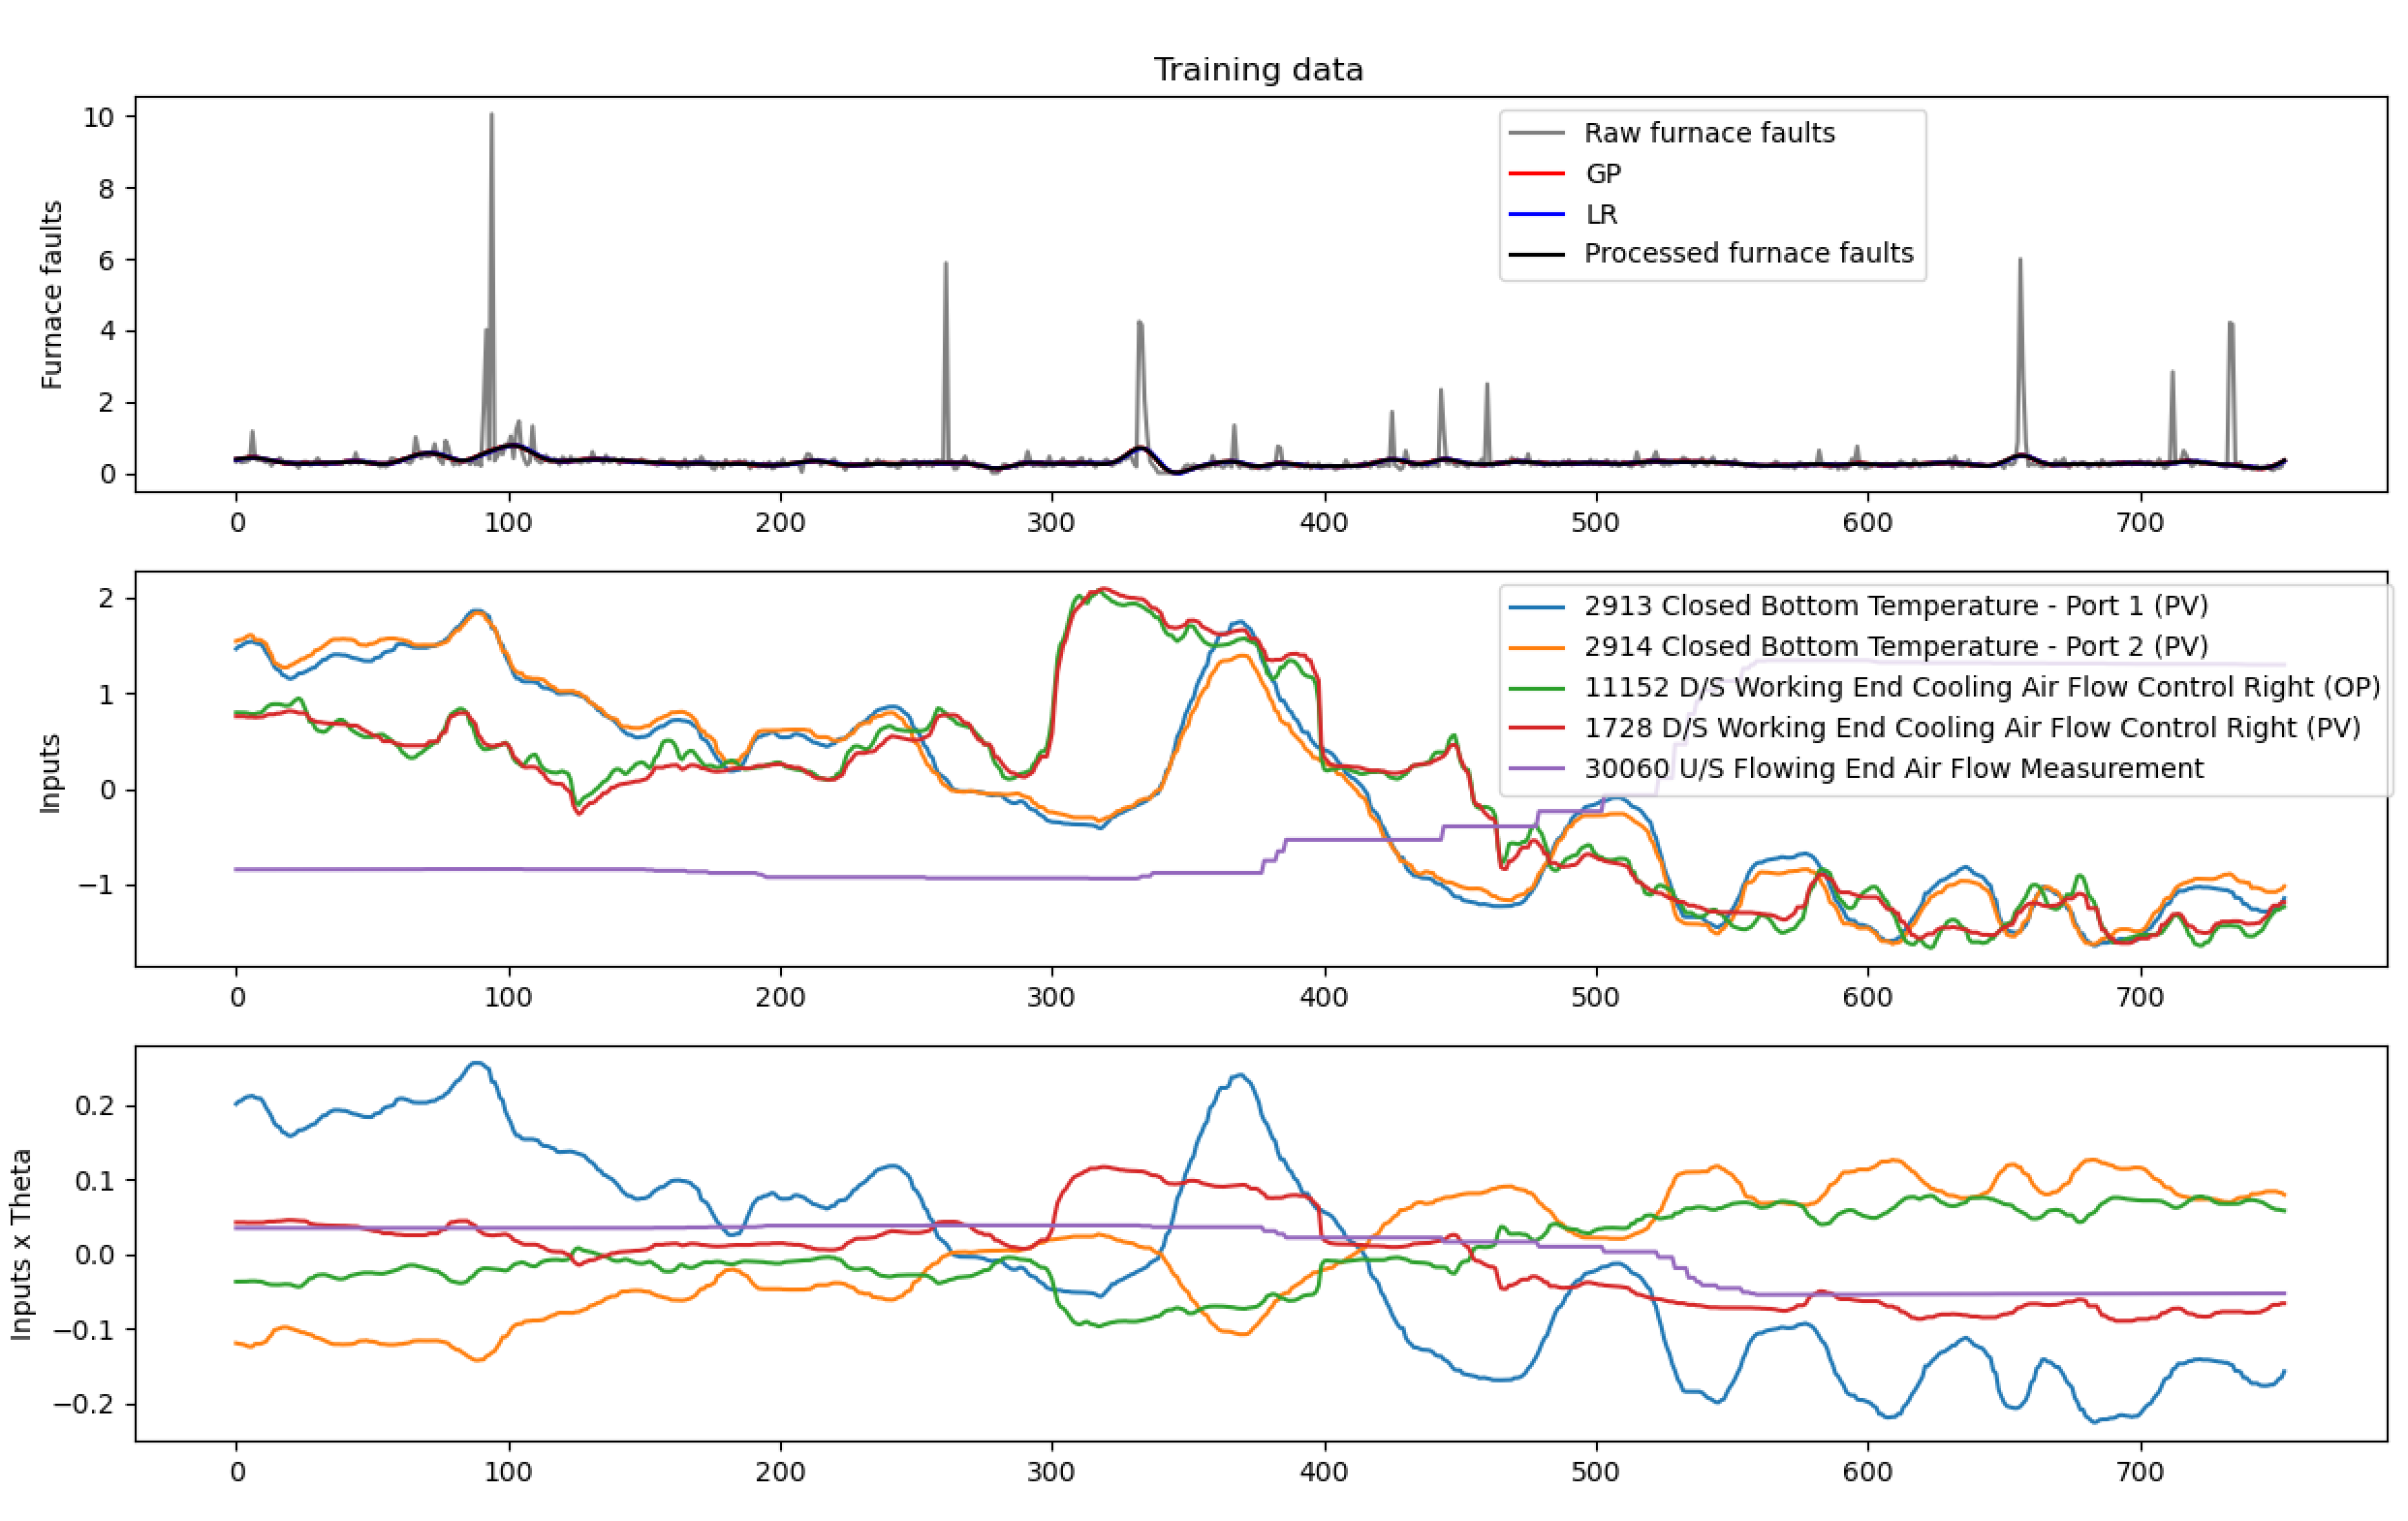 Training data
Furnace faults
10
8
6
4
2
0
Raw furnace faults
GP
LR
Processed furnace faults
0 100 200 300 400 500 600 700
Inputs
2
1
0
−1
2913 Closed Bottom Temperature - Port 1 (PV)
2914 Closed Bottom Temperature - Port 2 (PV)
11152 D/S Working End Cooling Air Flow Control Right (OP)
1728 D/S Working End Cooling Air Flow Control Right (PV)
30060 U/S Flowing End Air Flow Measurement
0 100 200 300 400 500 600 700
Inputs x Theta
0.2
0.1
0.0
−0.1
−0.2
0 100 200 300 400 500 600 700